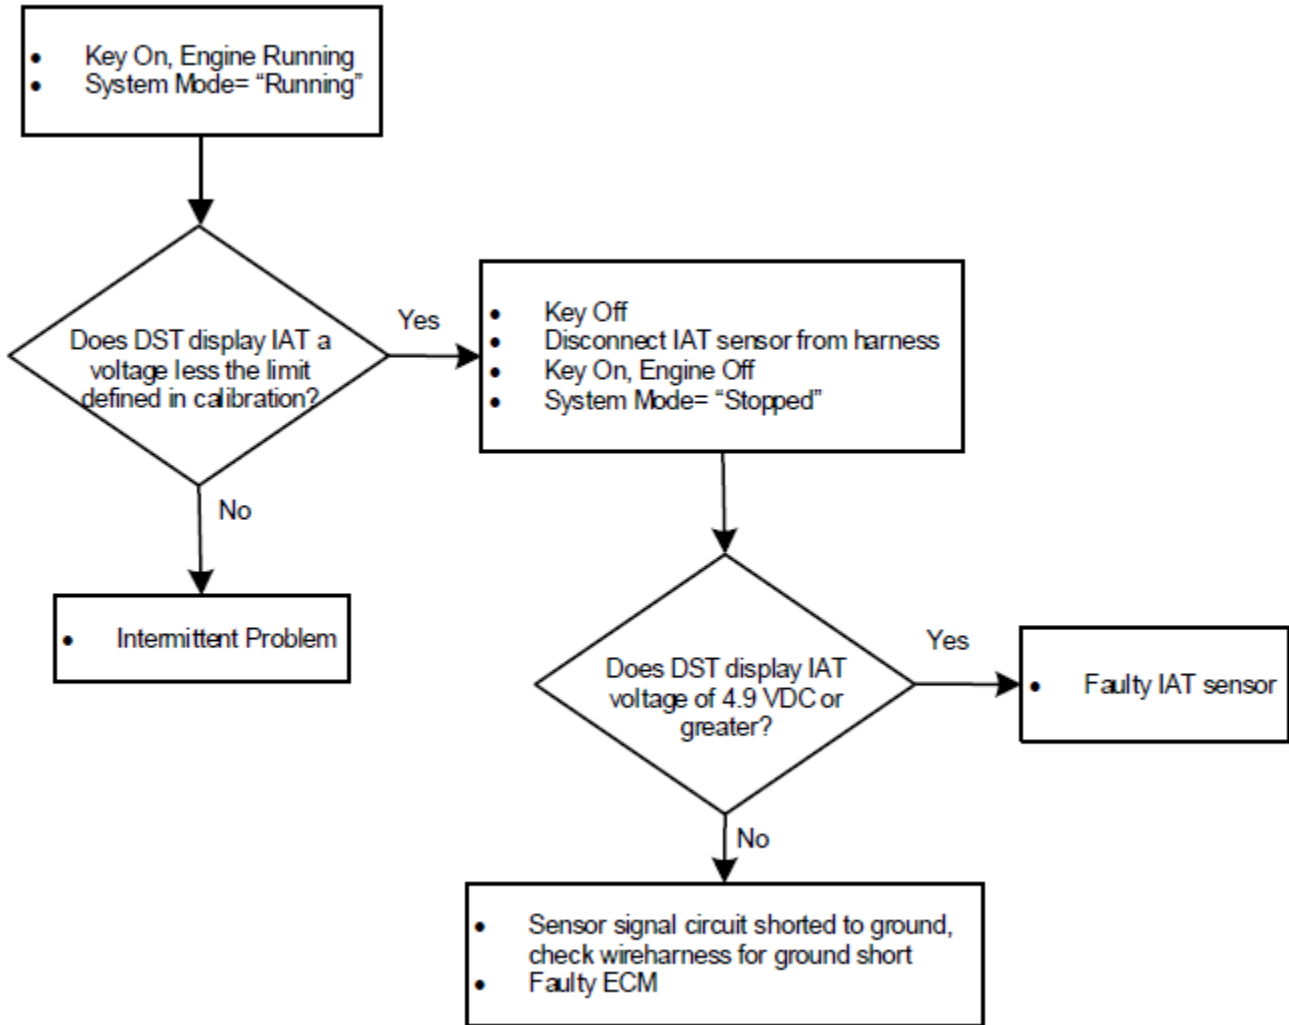 • Key On, Engine Running
• System Mode= “Running”
Does DST display IAT a
voltage less the limit
defined in calibration?
Yes
• Key Off
• Disconnect IAT sensor from harness
• Key On, Engine Off
• System Mode= “Stopped”
No
• Intermittent Problem
Does DST display IAT
voltage of 4.9 VDC or
greater?
Yes
• Faulty IAT sensor
No
• Sensor signal circuit shorted to ground,
check wireharness for ground short
• Faulty ECM